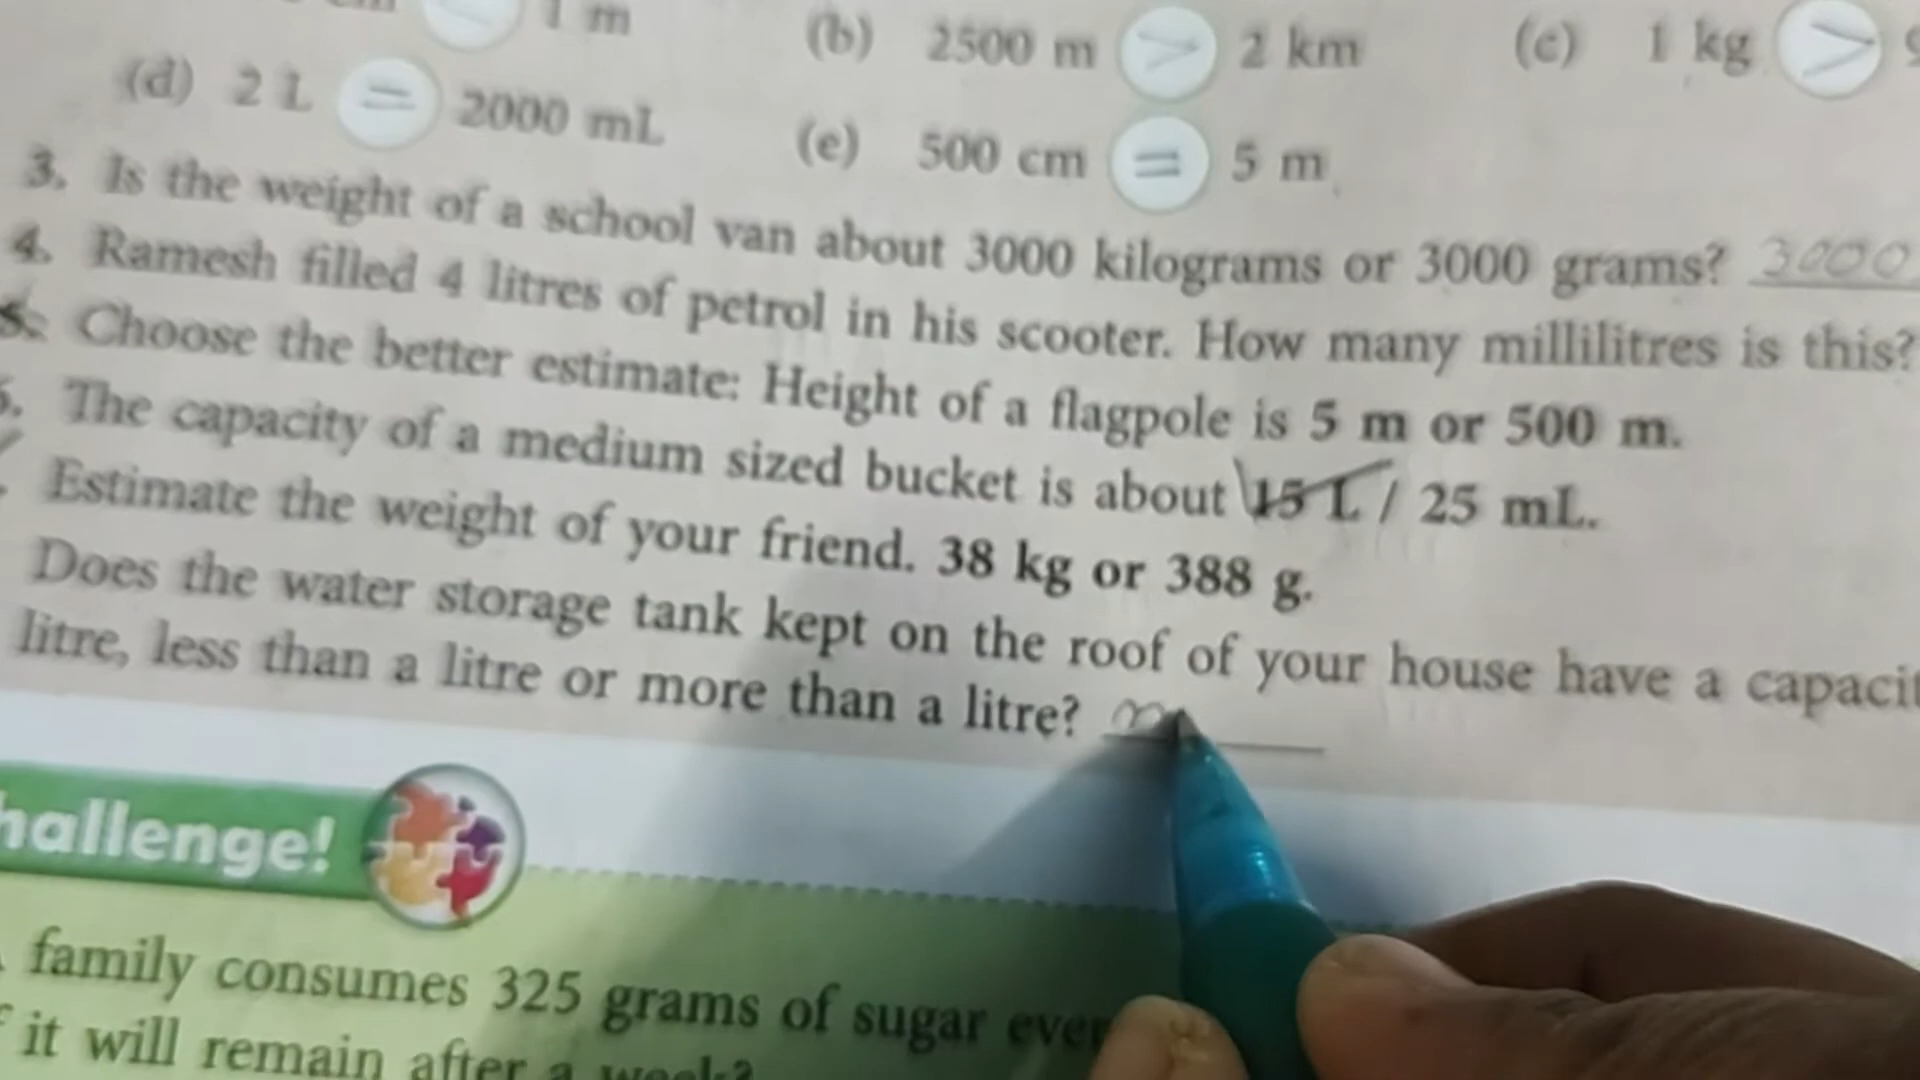 1 m (b) 2500 m > 2 km (c) 1 kg >
(d) 2 L = 2000 mL (e) 500 cm = 5 m
3. Is the weight of a school van about 3000 kilograms or 3000 grams? 3000
4. Ramesh filled 4 litres of petrol in his scooter. How many millilitres is this?
5. Choose the better estimate: Height of a flagpole is 5 m or 500 m.
The capacity of a medium sized bucket is about 15 L / 25 mL.
Estimate the weight of your friend. 38 kg or 388 g.
Does the water storage tank kept on the roof of your house have a
litre, less than a litre or more than a litre?
hallenge!
family consumes 325 grams of sugar
it will remain after a week?